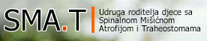 SMA.T
Udruga roditelja djece sa
Spinalnom Mišićnom
Atrofijom i Traheostomama